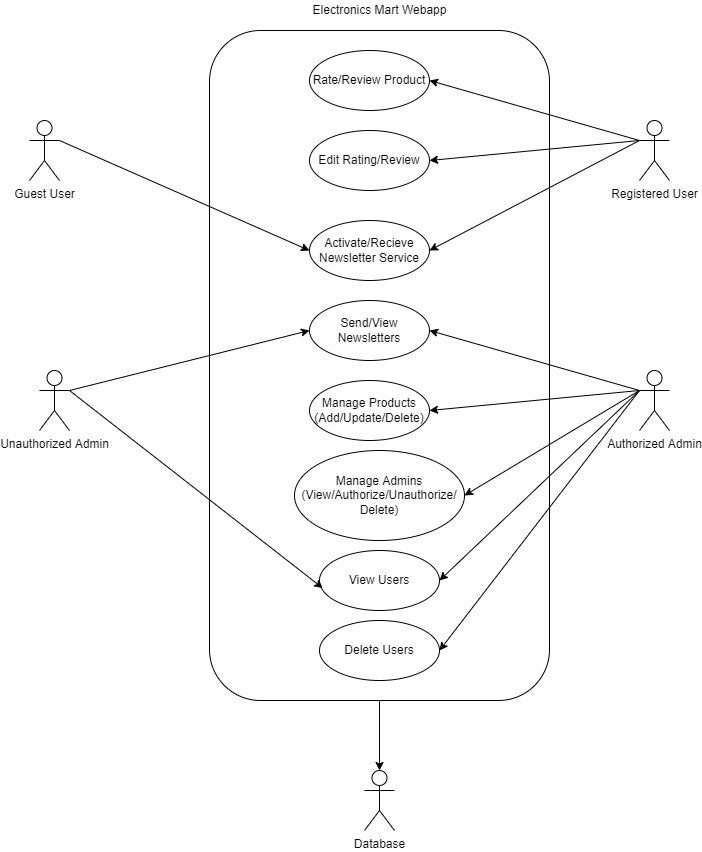 Electronics Mart Webapp
Rate/Review Product
Edit Rating/Review
Guest User
Registered User
Activate/Recieve
Newsletter Service
Send/View
Newsletters
Manage Products
(Add/Update/Delete)
Unauthorized Admin
Authorized Admin
Manage Admins
(View/Authorize/Unauthorize/
Delete)
View Users
Delete Users
Database